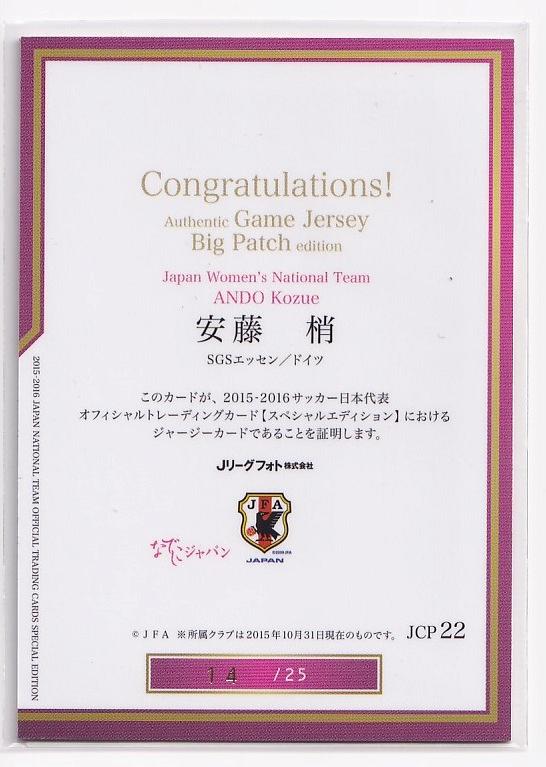 Congratulations!
Authentic Game Jersey
Big Patch edition
Japan Women's National Team
ANDO Kozue
安藤 梢
SGSエッセン／ドイツ
このカードが、2015-2016サッカー日本代表
オフィシャルトレーディングカード【スペシャルエディション】における
ジャージーカードであることを証明します。
Jリーグフォト株式会社
JFA
JAPAN
なでしこジャパン
©JFA ※所属クラブは2015年10月31日現在のものです。 JCP 22
14 /25
2015-2016 JAPAN NATIONAL TEAM OFFICIAL TRADING CARDS SPECIAL EDITION